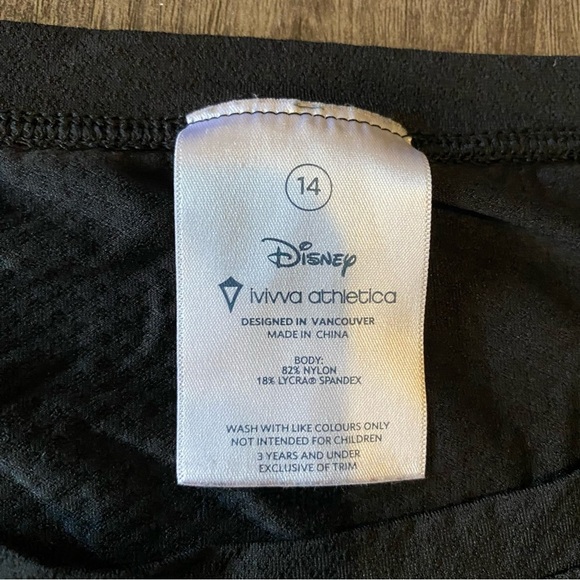 14
Disney
ivivva athletica
DESIGNED IN VANCOUVER
MADE IN CHINA
BODY:
82% NYLON
18% LYCRA® SPANDEX
WASH WITH LIKE COLOURS ONLY
NOT INTENDED FOR CHILDREN
3 YEARS AND UNDER
EXCLUSIVE OF TRIM